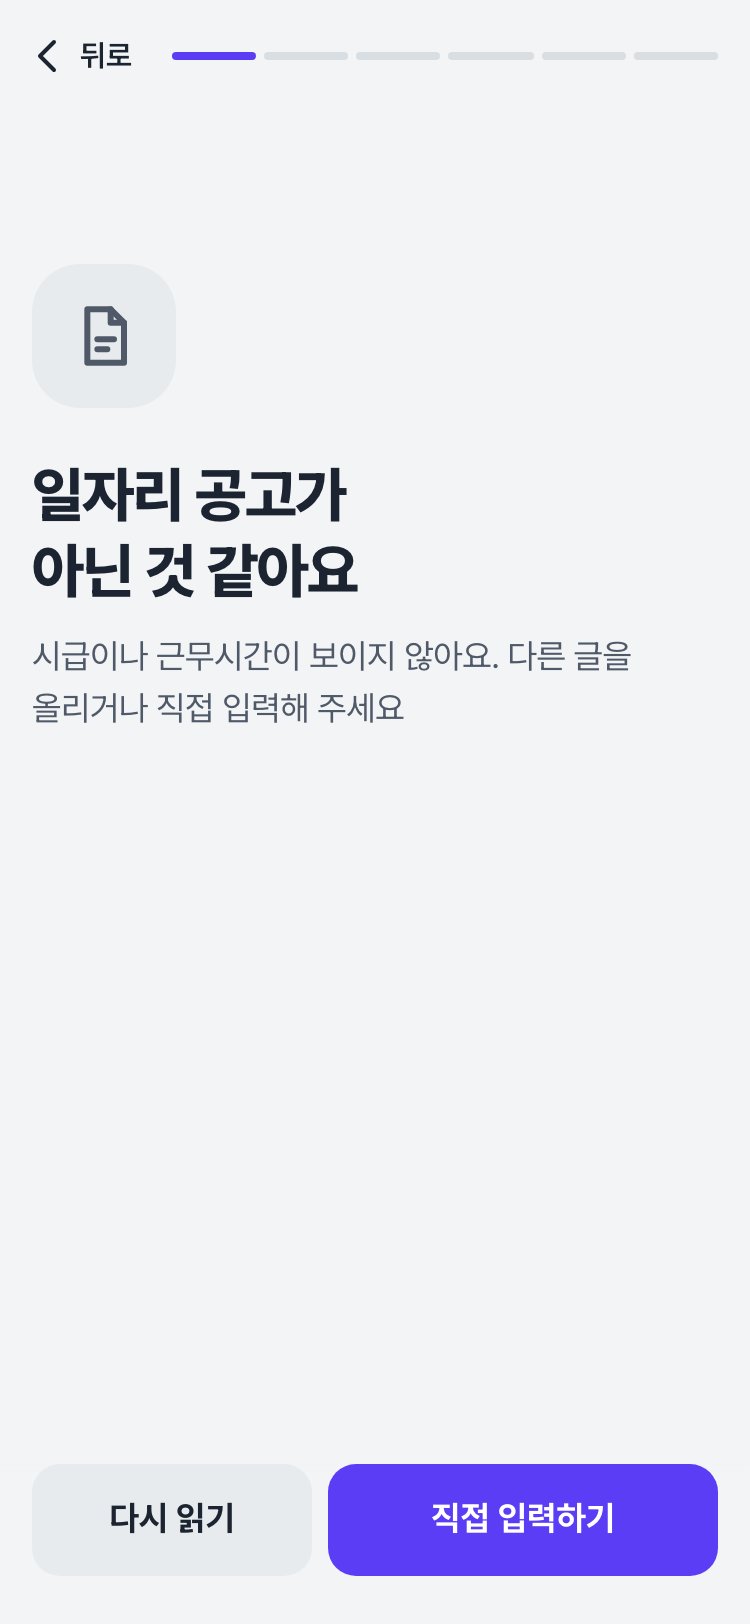 뒤로
일자리 공고가
아닌 것 같아요
시급이나 근무시간이 보이지 않아요. 다른 글을
올리거나 직접 입력해 주세요
다시 읽기
직접 입력하기